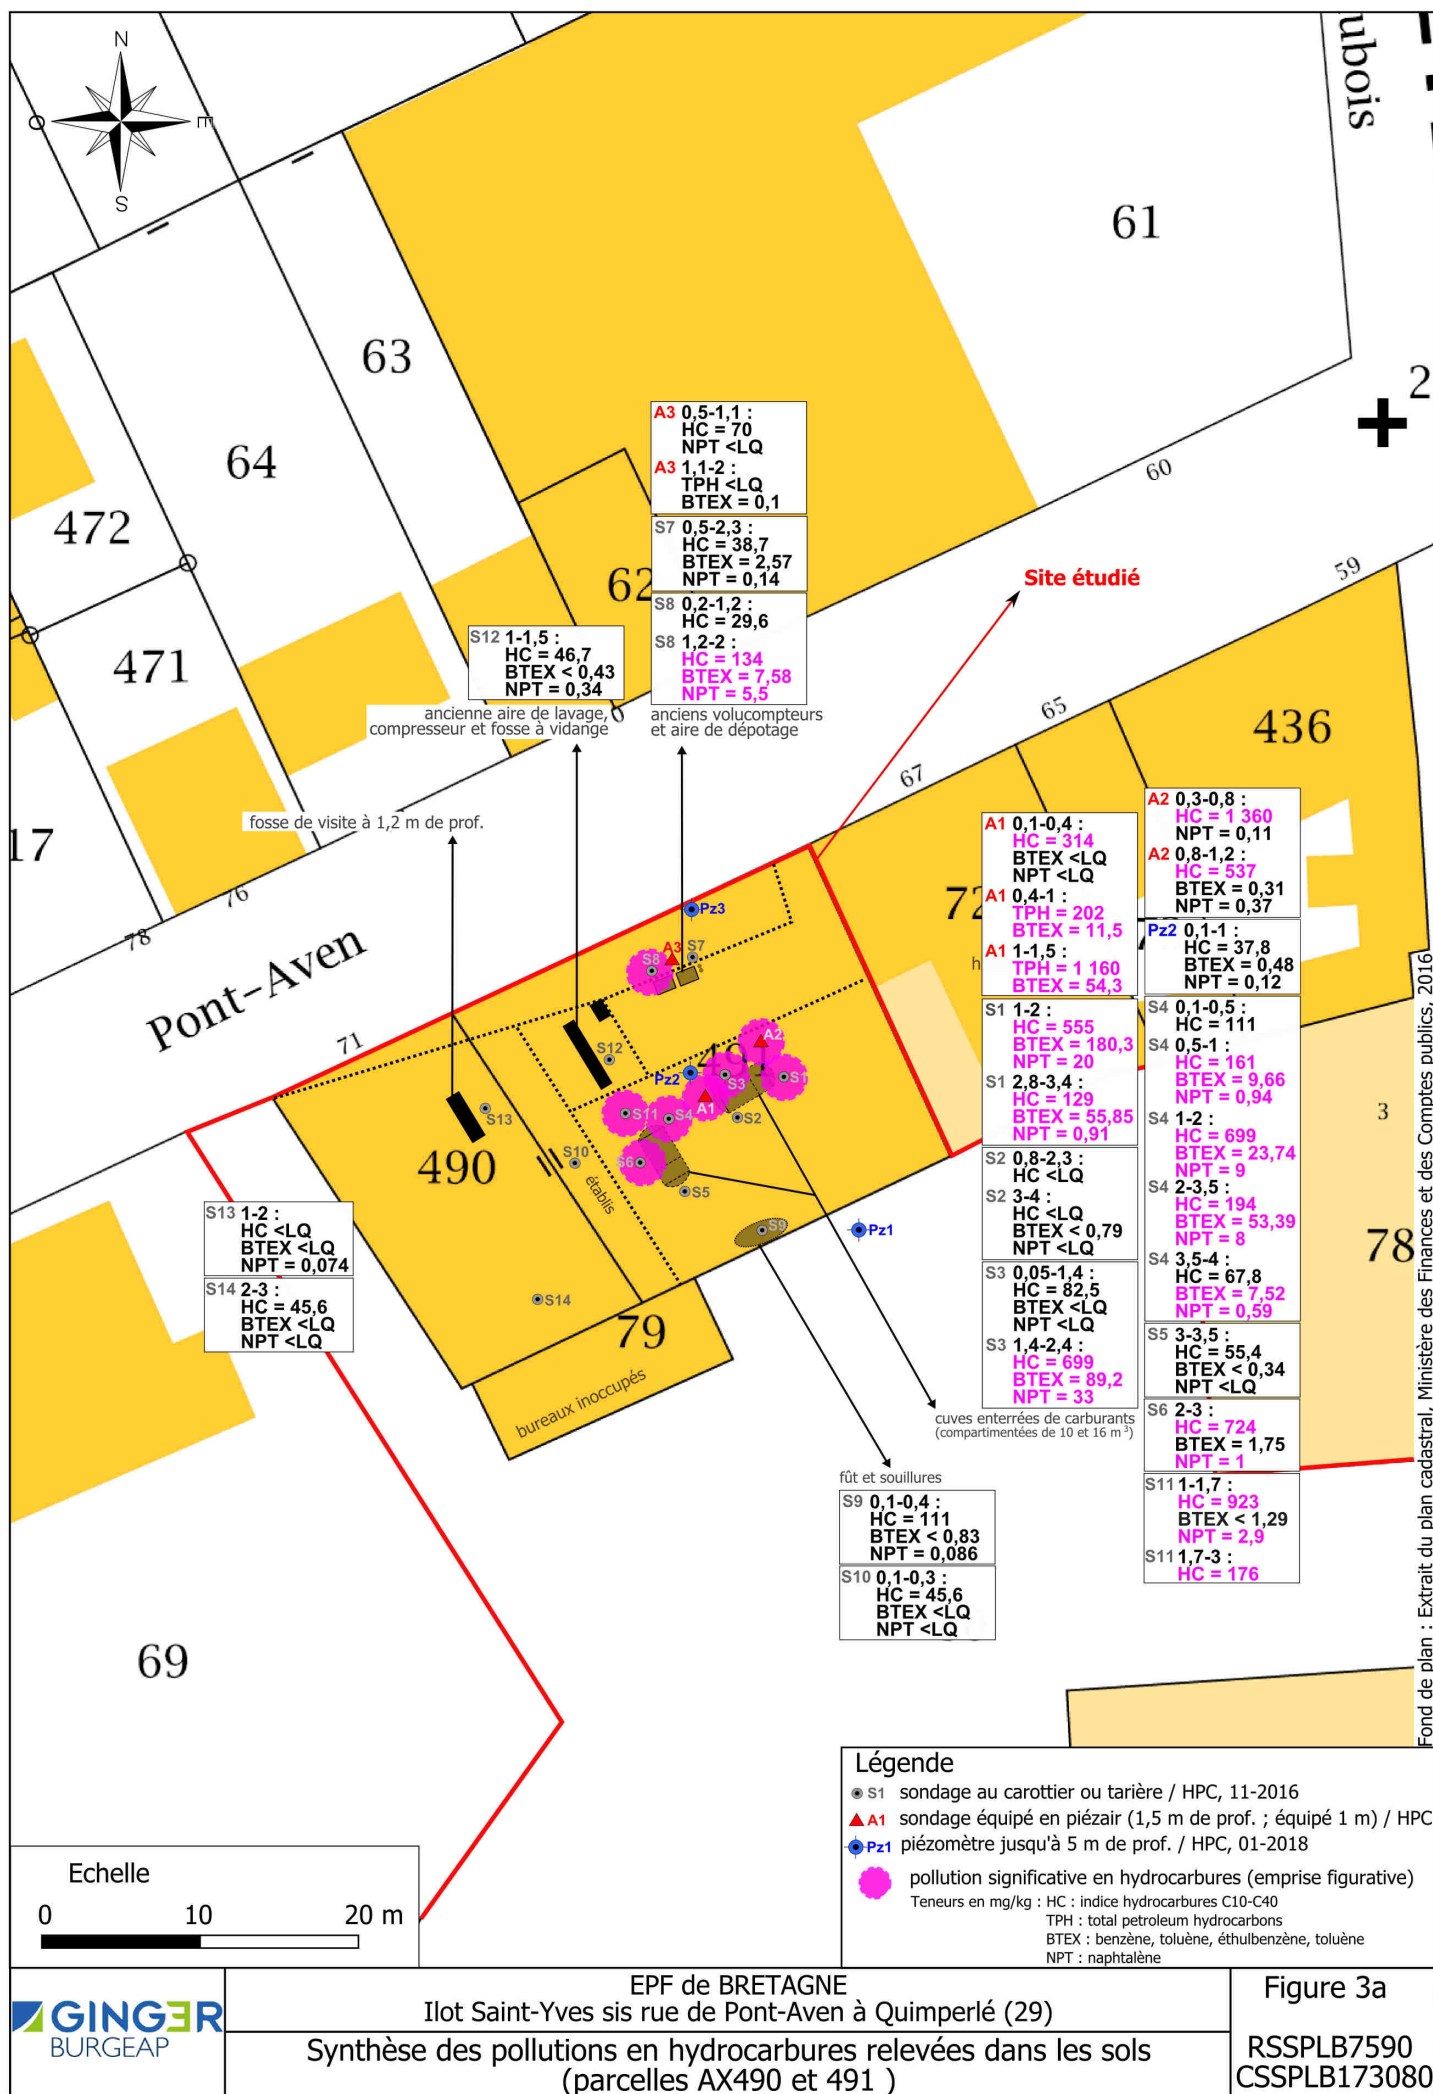 N
O
E
S
ubois
61
2
63
64
60
472
A3 0,5-1,1 :
HC = 70
NPT <LQ
A3 1,1-2 :
TPH <LQ
BTEX = 0,1
S7 0,5-2,3 :
HC = 38,7
BTEX = 2,57
NPT = 0,14
S8 0,2-1,2 :
HC = 29,6
S8 1,2-2 :
HC = 134
BTEX = 7,58
NPT = 5,5
62
59
Site étudié
S12 1-1,5 :
HC = 46,7
BTEX < 0,43
NPT = 0,34
471
ancienne aire de lavage,
compresseur et fosse à vidange
0
anciens volucompteurs
et aire de dépotage
65
436
67
fosse de visite à 1,2 m de prof.
17
76
78
Pont-Aven
71
72
7
h
A1 0,1-0,4 :
HC = 314
BTEX <LQ
NPT <LQ
A1 0,4-1 :
TPH = 202
BTEX = 11,5
A1 1-1,5 :
TPH = 1 160
BTEX = 54,3
S1 1-2 :
HC = 555
BTEX = 180,3
NPT = 20
S1 2,8-3,4 :
HC = 129
BTEX = 55,85
NPT = 0,91
S2 0,8-2,3 :
HC <LQ
S2 3-4 :
HC <LQ
BTEX < 0,79
NPT <LQ
S3 0,05-1,4 :
HC = 82,5
BTEX <LQ
NPT <LQ
S3 1,4-2,4 :
HC = 699
BTEX = 89,2
NPT = 33
A2 0,3-0,8 :
HC = 1 360
NPT = 0,11
A2 0,8-1,2 :
HC = 537
BTEX = 0,31
NPT = 0,37
Pz2 0,1-1 :
HC = 37,8
BTEX = 0,48
NPT = 0,12
S4 0,1-0,5 :
HC = 111
S4 0,5-1 :
HC = 161
BTEX = 9,66
NPT = 0,94
S4 1-2 :
HC = 699
BTEX = 23,74
NPT = 9
S4 2-3,5 :
HC = 194
BTEX = 53,39
NPT = 8
S4 3,5-4 :
HC = 67,8
BTEX = 7,52
NPT = 0,59
S5 3-3,5 :
HC = 55,4
BTEX < 0,34
NPT <LQ
S6 2-3 :
HC = 724
BTEX = 1,75
NPT = 1
S11 1-1,7 :
HC = 923
BTEX < 1,29
NPT = 2,9
S11 1,7-3 :
HC = 176
Pz3
A3
S7
S8
A2
49
S12
Pz2
S3
S1
A1
S13
S11
S4
S2
3
490
S10
S6
établis
S5
S9
Pz1
78
S13 1-2 :
HC <LQ
BTEX <LQ
NPT = 0,074
S14 2-3 :
HC = 45,6
BTEX <LQ
NPT <LQ
S14
79
bureaux inoccupés
cuves enterrées de carburants
(compartimentées de 10 et 16 m³)
fût et souillures
S9 0,1-0,4 :
HC = 111
BTEX < 0,83
NPT = 0,086
S10 0,1-0,3 :
HC = 45,6
BTEX <LQ
NPT <LQ
69
Fond de plan : Extrait du plan cadastral, Ministère des Finances et des Comptes publics, 2016
Légende
S1 sondage au carottier ou tarière / HPC, 11-2016
A1 sondage équipé en piézair (1,5 m de prof. ; équipé 1 m) / HPC
Pz1 piézomètre jusqu'à 5 m de prof. / HPC, 01-2018
pollution significative en hydrocarbures (emprise figurative)
Teneurs en mg/kg : HC : indice hydrocarbures C10-C40
TPH : total petroleum hydrocarbons
BTEX : benzène, toluène, éthulbenzène, toluène
NPT : naphtalène
Echelle
0 10 20 m
GINGER
BURGEAP
EPF de BRETAGNE
Ilot Saint-Yves sis rue de Pont-Aven à Quimperlé (29)
Synthèse des pollutions en hydrocarbures relevées dans les sols
(parcelles AX490 et 491 )
Figure 3a
RSSPLB7590
CSSPLB173080